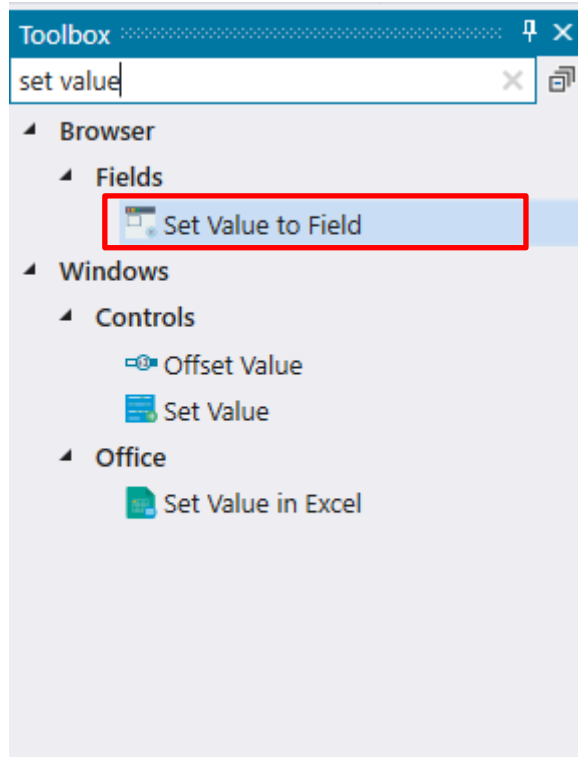 Toolbox
set value
Browser
Fields
Set Value to Field
Windows
Controls
Offset Value
Set Value
Office
Set Value in Excel